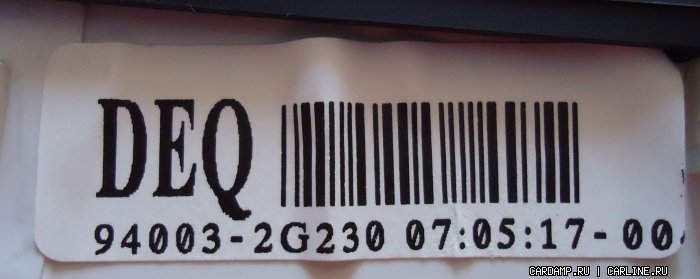 DEQ
94003-2G230 07:05:17-00
CARDAMP.RU | CARLINE.RU